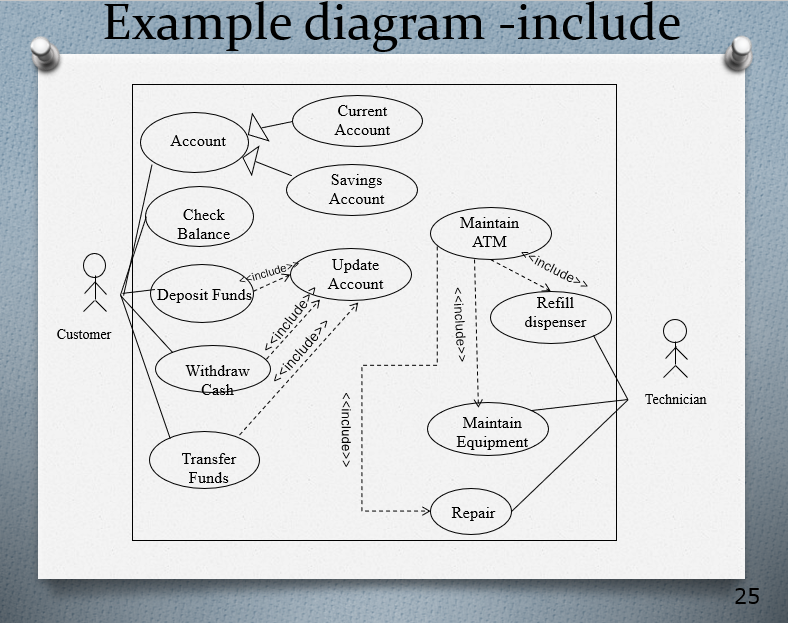 Example diagram -include
Current
Account
Account
Savings
Account
Check
Balance
Maintain
ATM
<<include>>
Update
Account
<<include>>
Deposit Funds
Refill
dispenser
<<include>>
<<include>>
<<include>>
Customer
Withdraw
Cash
Technician
<<include>>
Maintain
Equipment
Transfer
Funds
Repair
25